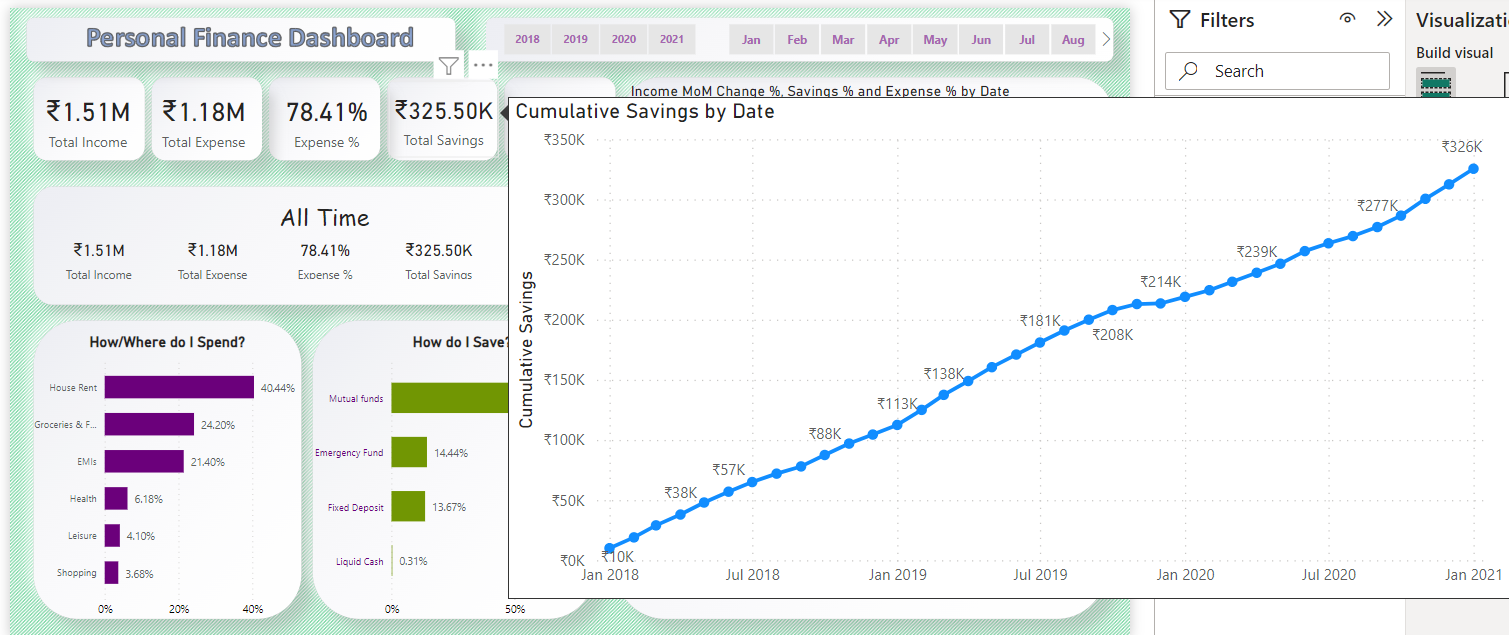 Personal Finance Dashboard
2018 2019 2020 2021 Jan Feb Mar Apr May Jun Jul Aug
Filters
Visualizati
Build visual
Search
₹1.51M
Total Income
₹1.18M
Total Expense
78.41%
Expense %
₹325.50K
Total Savings
Income MoM Change %, Savings % and Expense % by Date
Cumulative Savings by Date
Cumulative Savings
₹350K
₹300K
₹250K
₹200K
₹150K
₹100K
₹50K
₹0K
₹10K
₹38K
₹57K
₹88K
₹113K
₹138K
₹181K
₹208K
₹214K
₹239K
₹277K
₹326K
Jan 2018 Jul 2018 Jan 2019 Jul 2019 Jan 2020 Jul 2020 Jan 2021
All Time
₹1.51M ₹1.18M 78.41% ₹325.50K
Total Income Total Expense Expense % Total Savings
How/Where do I Spend?
House Rent 40.44%
Groceries & F... 24.20%
EMIs 21.40%
Health 6.18%
Leisure 4.10%
Shopping 3.68%
0% 20% 40%
How do I Save?
Mutual funds
Emergency Fund 14.44%
Fixed Deposit 13.67%
Liquid Cash 0.31%
0% 50%